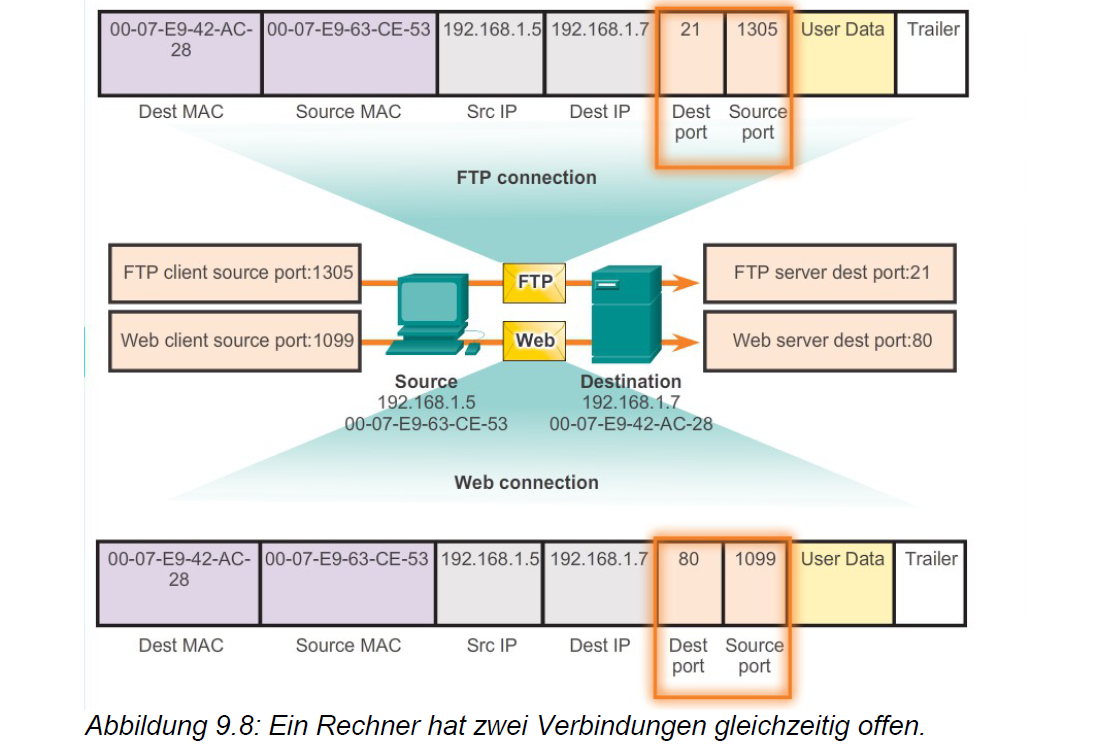 00-07-E9-42-AC-
28
00-07-E9-63-CE-53
192.168.1.5
192.168.1.7
21
1305
User Data
Trailer
Dest MAC
Source MAC
Src IP
Dest IP
Dest
port
Source
port
FTP connection
FTP client source port:1305
FTP
FTP server dest port:21
Web client source port:1099
Web
Web server dest port:80
Source
192.168.1.5
00-07-E9-63-CE-53
Destination
192.168.1.7
00-07-E9-42-AC-28
Web connection
00-07-E9-42-AC-
28
00-07-E9-63-CE-53
192.168.1.5
192.168.1.7
80
1099
User Data
Trailer
Dest MAC
Source MAC
Src IP
Dest IP
Dest
port
Source
port
Abbildung 9.8: Ein Rechner hat zwei Verbindungen gleichzeitig offen.